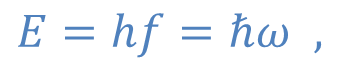 E = hf = ħω ,